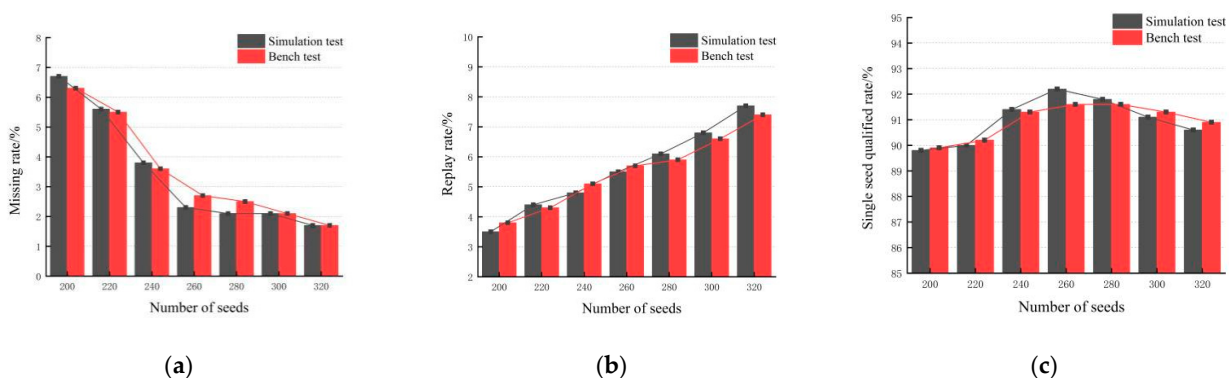 Simulation test
Bench test
Missing rate/%
8
7
6
5
4
3
2
1
0
200 220 240 260 280 300 320
Number of seeds
(a)
Simulation test
Bench test
Replay rate/%
10
9
8
7
6
5
4
3
2
200 220 240 260 280 300 320
Number of seeds
(b)
Simulation test
Bench test
Single seed qualified rate/%
95
94
93
92
91
90
89
88
87
86
85
200 220 240 260 280 300 320
Number of seeds
(c)